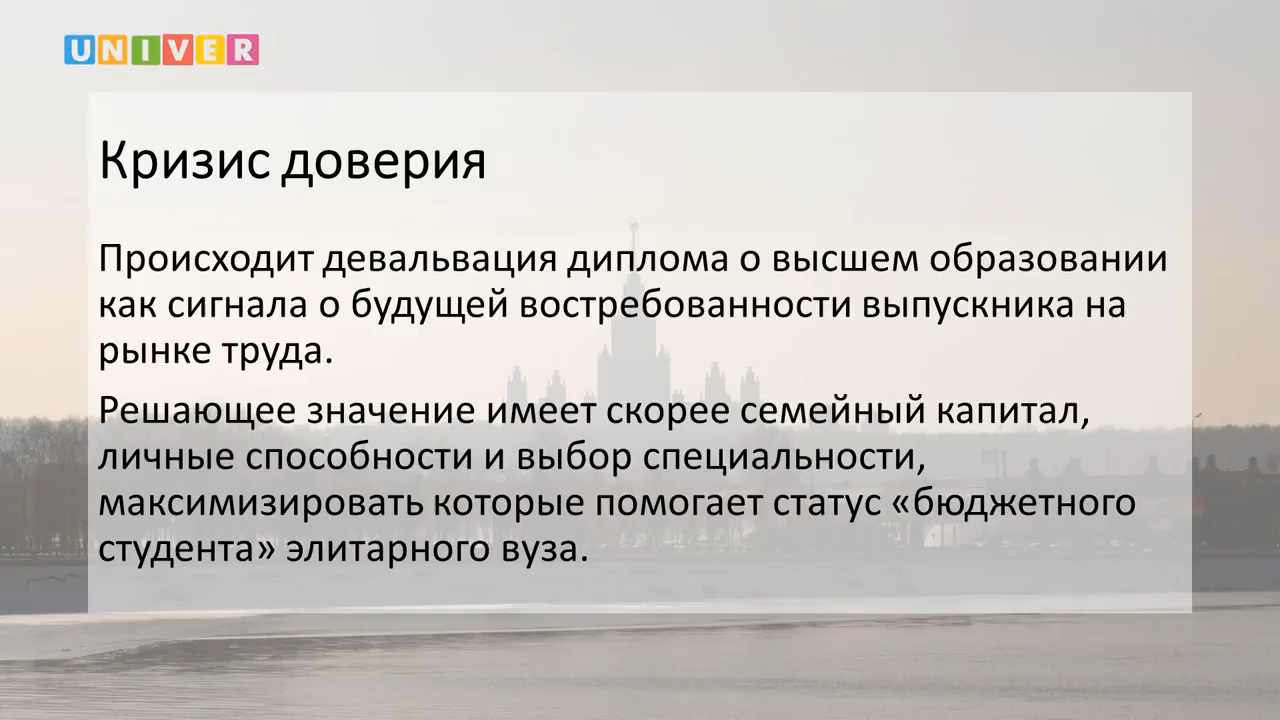 UNIVER
Кризис доверия
Происходит девальвация диплома о высшем образовании
как сигнала о будущей востребованности выпускника на
рынке труда.
Решающее значение имеет скорее семейный капитал,
личные способности и выбор специальности,
максимизировать которые помогает статус «бюджетного
студента» элитарного вуза.